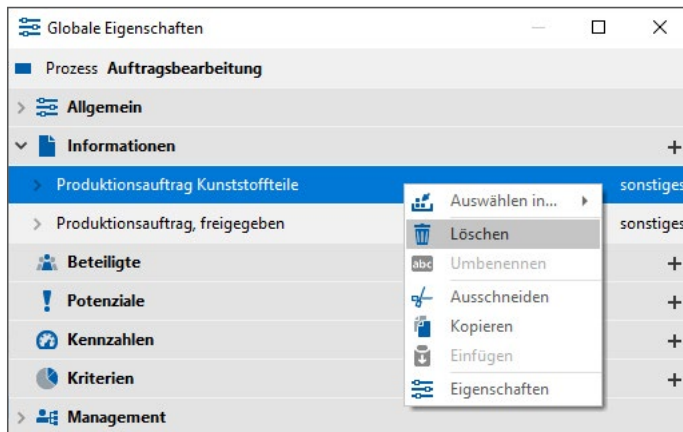 Globale Eigenschaften
Prozess Auftragsbearbeitung
Allgemein
Informationen
Produktionsauftrag Kunststoffteile
sonstiges
Produktionsauftrag, freigegeben
sonstiges
Beteiligte
Potenziale
Kennzahlen
Kriterien
Management
Auswählen in...
Löschen
abc Umbenennen
Ausschneiden
Kopieren
Einfügen
Eigenschaften